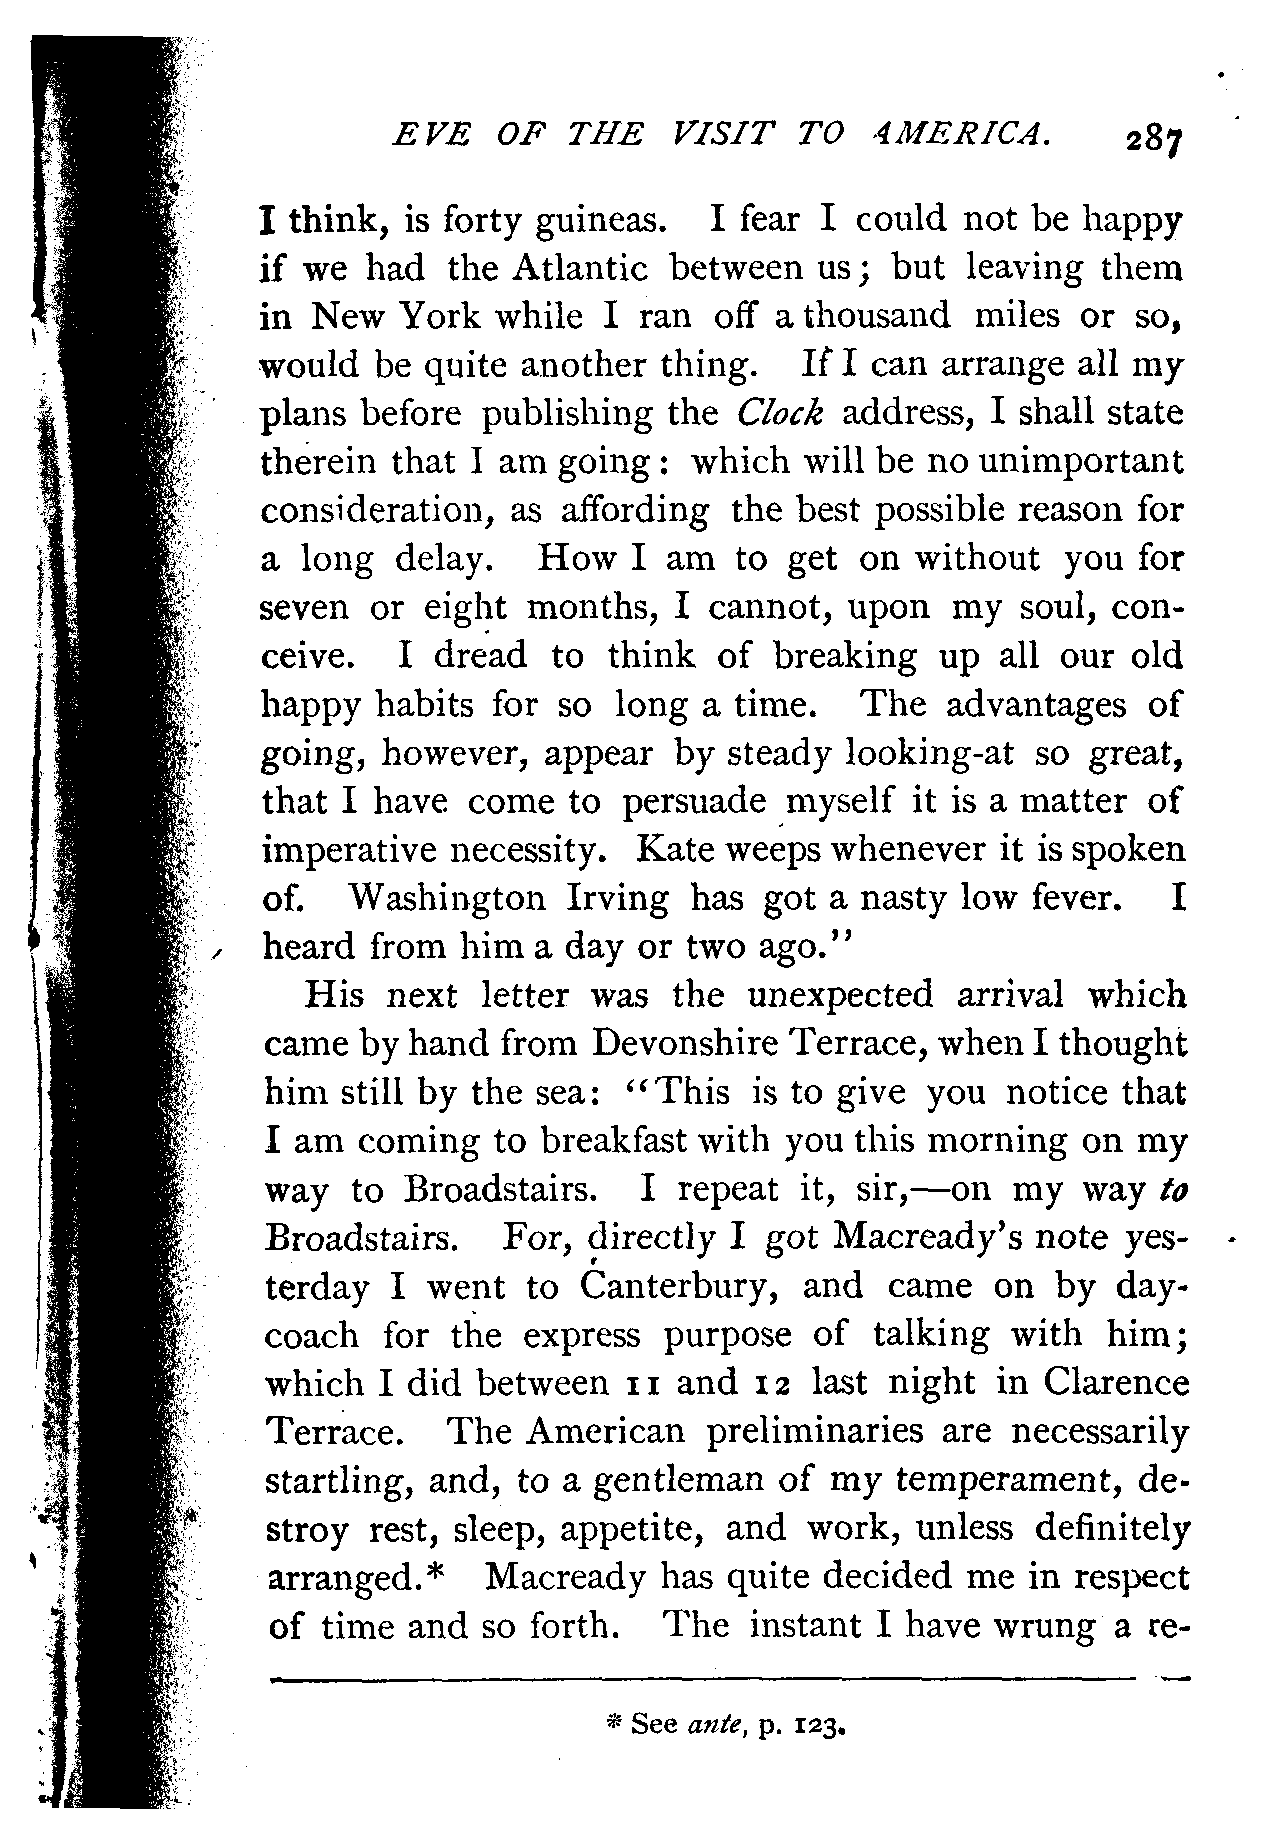 EVE OF THE VISIT TO AMERICA. 287
I think, is forty guineas. I fear I could not be happy
if we had the Atlantic between us; but leaving them
in New York while I ran off a thousand miles or so,
would be quite another thing. If I can arrange all my
plans before publishing the Clock address, I shall state
therein that I am going: which will be no unimportant
consideration, as affording the best possible reason for
a long delay. How I am to get on without you for
seven or eight months, I cannot, upon my soul, con-
ceive. I dread to think of breaking up all our old
happy habits for so long a time. The advantages of
going, however, appear by steady looking-at so great,
that I have come to persuade myself it is a matter of
imperative necessity. Kate weeps whenever it is spoken
of. Washington Irving has got a nasty low fever. I
heard from him a day or two ago."
His next letter was the unexpected arrival which
came by hand from Devonshire Terrace, when I thought
him still by the sea: "This is to give you notice that
I am coming to breakfast with you this morning on my
way to Broadstairs. I repeat it, sir,—on my way to
Broadstairs. For, directly I got Macready's note yes-
terday I went to Canterbury, and came on by day-
coach for the express purpose of talking with him;
which I did between 11 and 12 last night in Clarence
Terrace. The American preliminaries are necessarily
startling, and, to a gentleman of my temperament, de-
stroy rest, sleep, appetite, and work, unless definitely
arranged.* Macready has quite decided me in respect
of time and so forth. The instant I have wrung a re-
* See ante, p. 123.